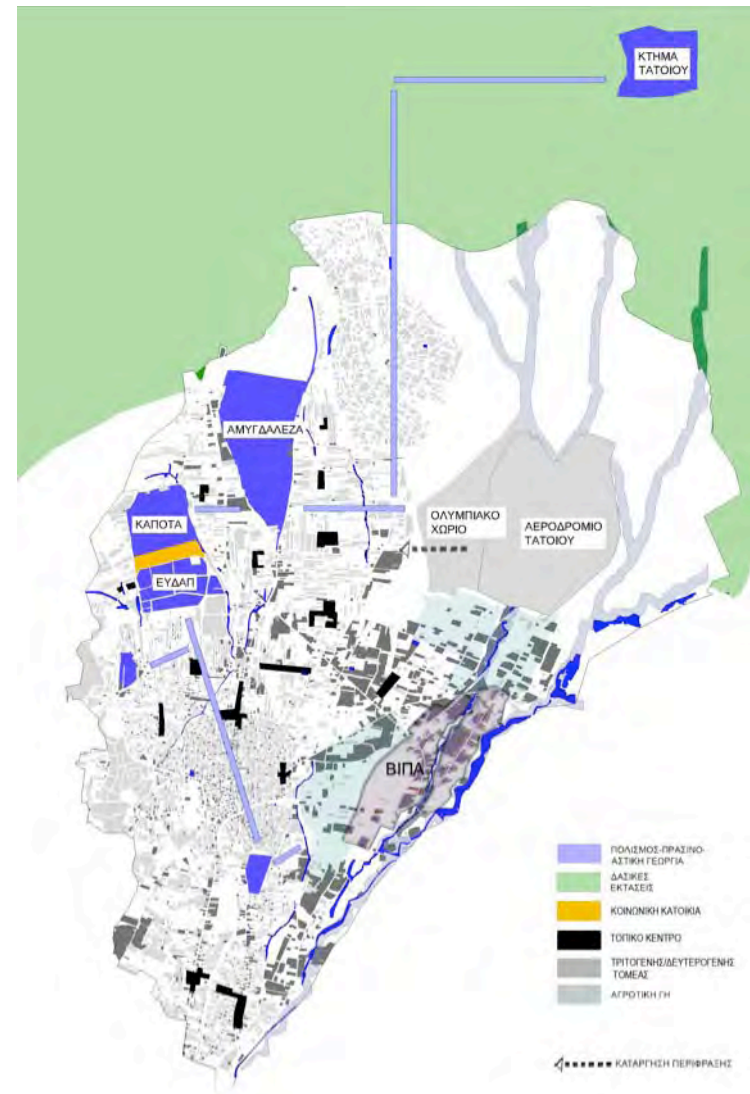 ΚΤΗΜΑ
ΤΑΤΟΙΟΥ
ΑΜΥΓΔΑΛΕΖΑ
ΚΑΠΟΤΑ
ΕΥΔΑΠ
ΟΛΥΜΠΙΑΚΟ
ΧΩΡΙΟ
ΑΕΡΟΔΡΟΜΙΟ
ΤΑΤΟΙΟΥ
ΒΙΠΑ
ΠΟΛΙΣΜΟΣ-ΠΡΑΣΙΝΟ-
ΑΣΤΙΚΗ ΓΕΩΡΓΙΑ
ΔΑΣΙΚΕΣ
ΕΚΤΑΣΕΙΣ
ΚΟΙΝΩΝΙΚΗ ΚΑΤΟΙΚΙΑ
ΤΟΠΙΚΟ ΚΕΝΤΡΟ
ΤΡΙΤΟΓΕΝΗΣ/ΔΕΥΤΕΡΟΓΕΝΗΣ
ΤΟΜΕΑΣ
ΑΓΡΟΤΙΚΗ ΓΗ
ΚΑΤΑΡΓΗΣΗ ΠΕΡΙΦΡΑΞΗΣ